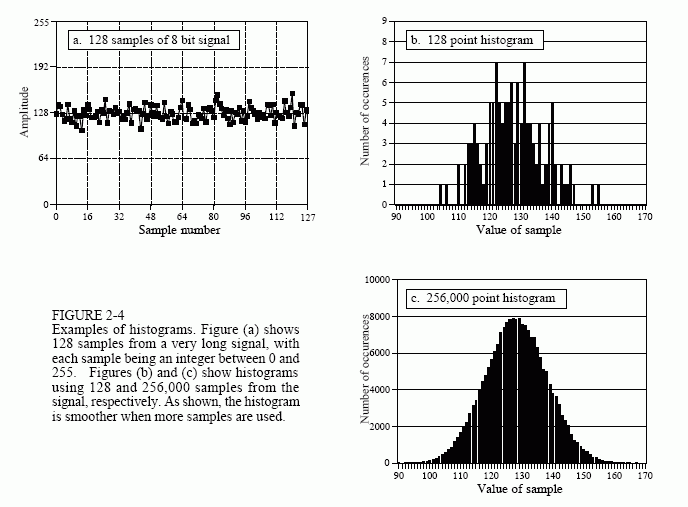 255
192
128
64
0
Amplitude
a. 128 samples of 8 bit signal
0 16 32 48 64 80 96 112 127
Sample number
9
8
7
6
5
4
3
2
1
0
Number of occurences
b. 128 point histogram
90 100 110 120 130 140 150 160 170
Value of sample
FIGURE 2-4
Examples of histograms. Figure (a) shows
128 samples from a very long signal, with
each sample being an integer between 0 and
255. Figures (b) and (c) show histograms
using 128 and 256,000 samples from the
signal, respectively. As shown, the histogram
is smoother when more samples are used.
10000
8000
6000
4000
2000
0
Number of occurences
c. 256,000 point histogram
90 100 110 120 130 140 150 160 170
Value of sample